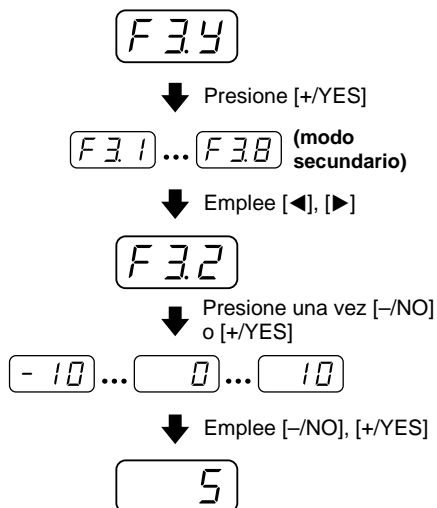 F 3.Y
Presione [+/YES]
F 3.1 ... F 3.8 (modo
secundario)
Emplee [◀], [▶]
F 3.2
Presione una vez [–/NO]
o [+/YES]
- 10 ... 0 ... 10
Emplee [–/NO], [+/YES]
5